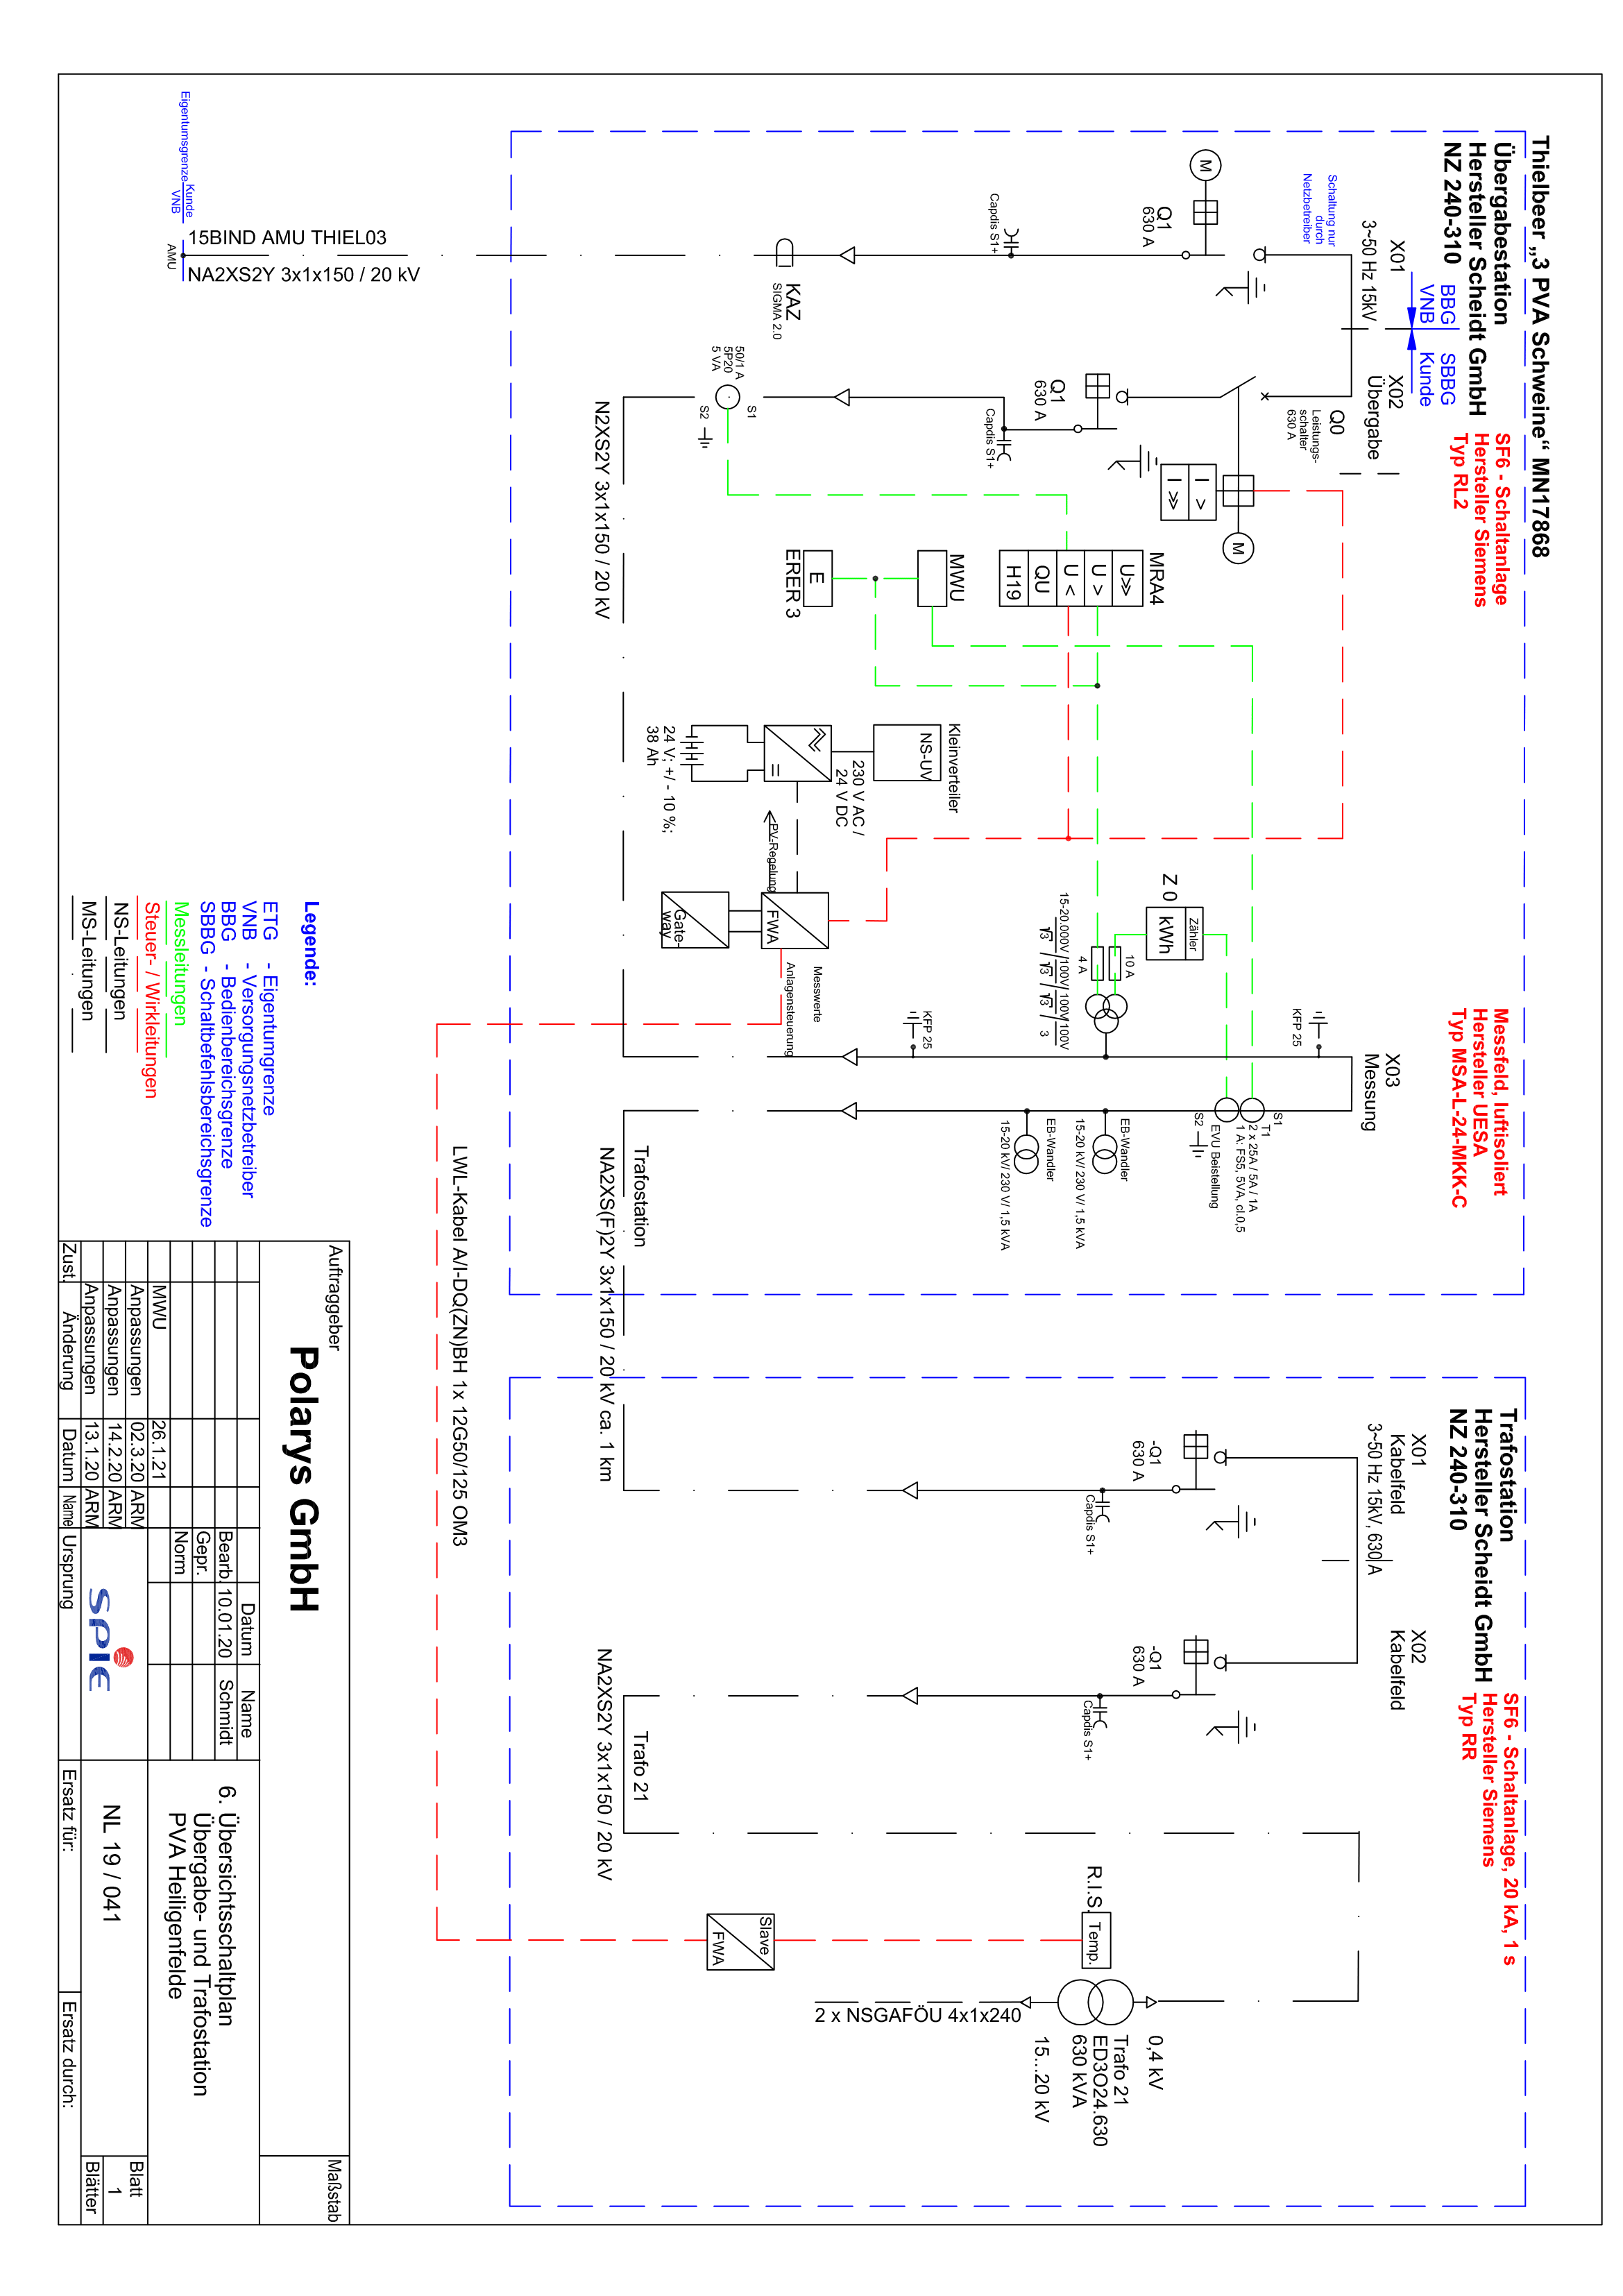 Thielbeer „3 PVA Schweine“ MN17868
Übergabestation
Hersteller Scheidt GmbH
NZ 240-310
SF6 - Schaltanlage
Hersteller Siemens
Typ RL2
Messfeld, luftisoliert
Hersteller UESA
Typ MSA-L-24-MKK-C
Trafostation
Hersteller Scheidt GmbH
NZ 240-310
SF6 - Schaltanlage, 20 kA, 1 s
Hersteller Siemens
Typ RR
BBG
VNB
SBBG
Kunde
X01
3~50 Hz 15kV
X02
Übergabe
X03
Messung
X01
Kabelfeld
3~50 Hz 15kV, 630 A
X02
Kabelfeld
Schaltung nur
durch
Netzbetreiber
M
Q1
630 A
Capdis S1+
KAZ
SIGMA 2.0
Q0
Leistungs-
schalter
630 A
I >
I >>
M
Q1
630 A
Capdis S1+
50/1 A
5P20
5 VA
S1
S2
MRA4
U>>
U >
U <
QU
H19
MWU
E
ERER 3
Kleinverteiler
NS-UV
230 V AC /
24 V DC
=
24 V; +/ - 10 %;
38 Ah
PV-Regelung
FWA
Gate-
way
Messwerte
Anlagensteuerung
Z 0
Zähler
kWh
10 A
4 A
15-20.000V/100V/100V/100V
√3 / √3 / √3 / 3
KFP 25
KFP 25
S1
T1
2 x 25A / 5A / 1A
1 A: FS5, 5VA, cl.0,5
EVU Beistellung
S2
EB-Wandler
15-20 kV/ 230 V/ 1,5 kVA
EB-Wandler
15-20 kV/ 230 V/ 1,5 kVA
-Q1
630 A
Capdis S1+
-Q1
630 A
Capdis S1+
R.I.S.
Temp.
Slave
FWA
0,4 kV
Trafo 21
ED3O24.630
630 kVA
15...20 kV
2 x NSGAFÖU 4x1x240
N2XS2Y 3x1x150 / 20 kV
Trafostation
NA2XS(F)2Y 3x1x150 / 20 kV ca. 1 km
Trafo 21
NA2XS2Y 3x1x150 / 20 kV
LWL-Kabel A/I-DQ(ZN)BH 1x 12G50/125 OM3
15BIND AMU THIEL03
NA2XS2Y 3x1x150 / 20 kV
Eigentumsgrenze
Kunde
VNB
AMU
Legende:
ETG - Eigentumgrenze
VNB - Versorgungsnetzbetreiber
BBG - Bedienbereichsgrenze
SBBG - Schaltbefehlsbereichsgrenze
Messleitungen
Steuer- / Wirkleitungen
NS-Leitungen
MS-Leitungen
Auftraggeber
Polarys GmbH
Maßstab
Datum Name
Bearb. 10.01.20 Schmidt
Gepr.
Norm
MWU 26.1.21
Anpassungen 02.3.20 ARM
Anpassungen 14.2.20 ARM
Anpassungen 13.1.20 ARM
Zust. Änderung Datum Name Ursprung
SPIE
6. Übersichtsschaltplan
Übergabe- und Trafostation
PVA Heiligenfelde
NL 19 / 041
Blatt
1
Blätter
Ersatz für:
Ersatz durch: